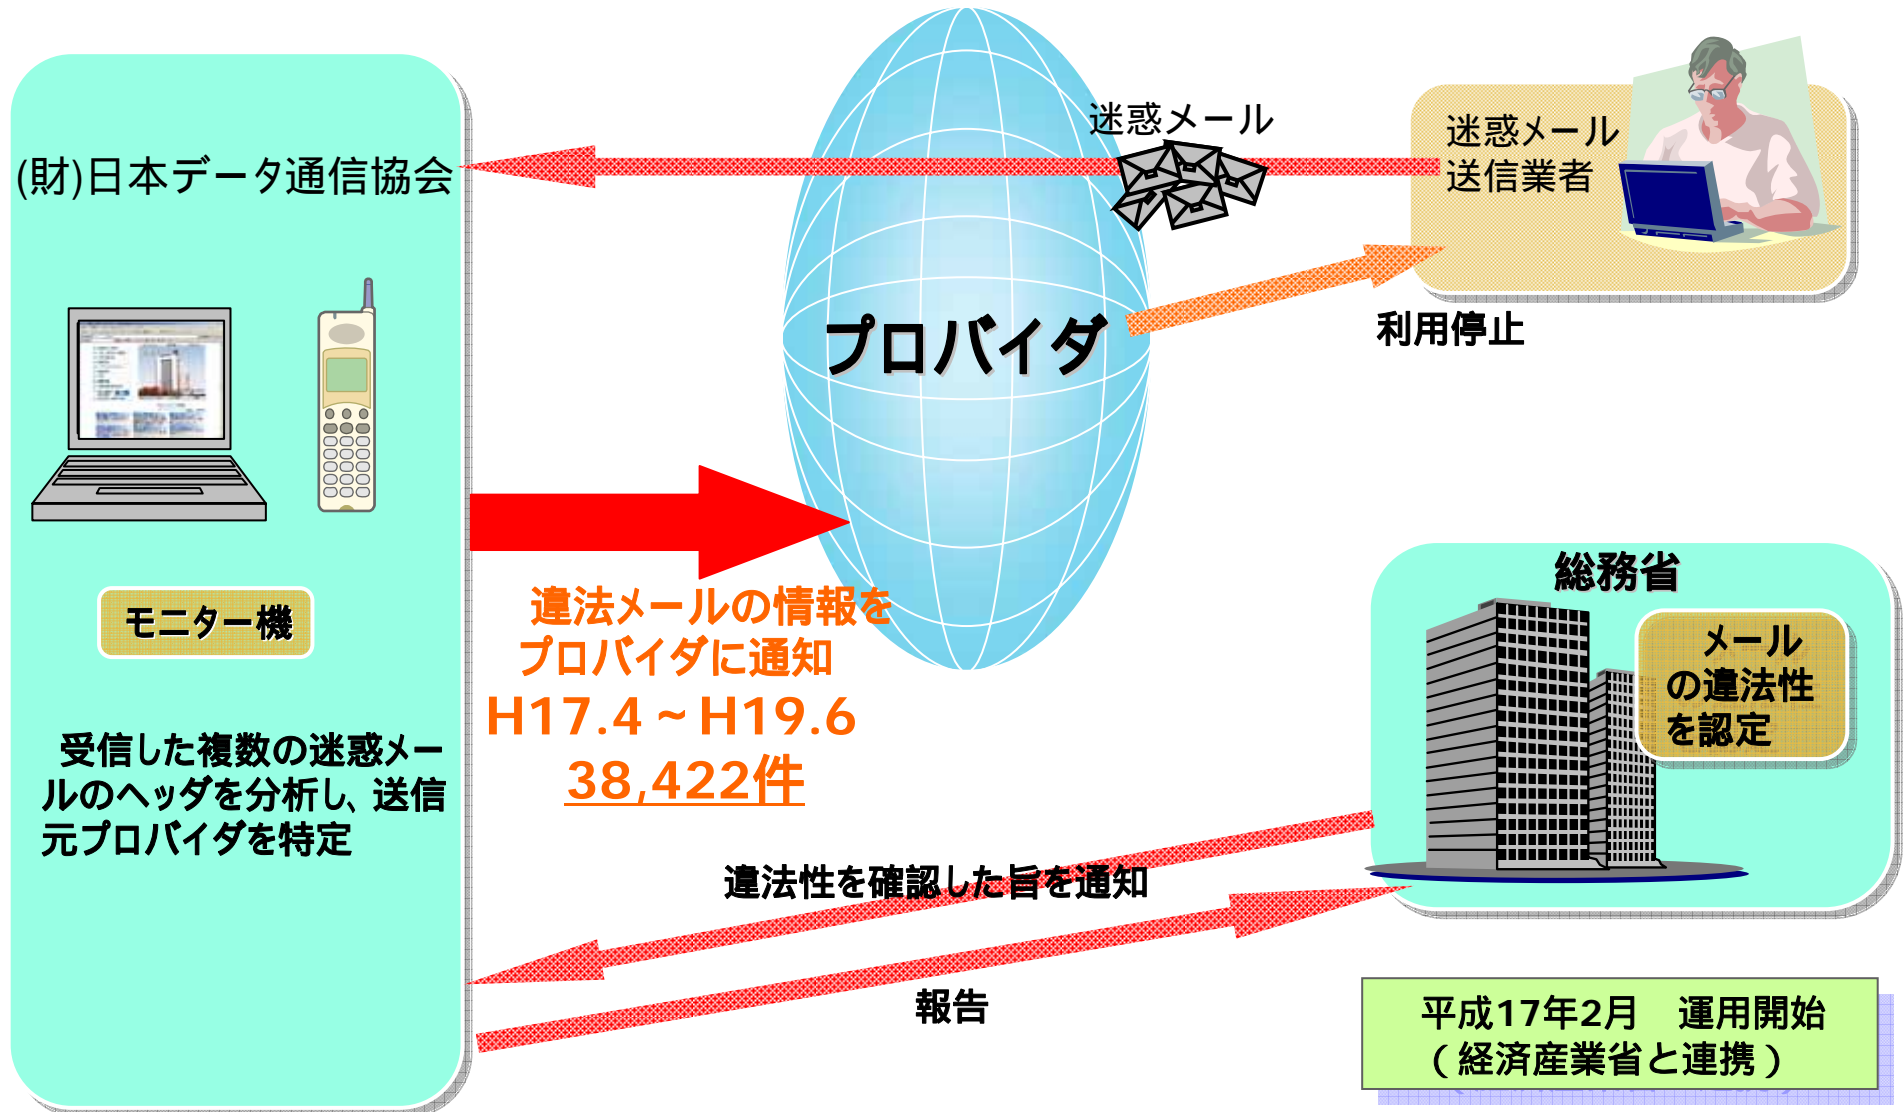 (財)日本データ通信協会
モニター機
受信した複数の迷惑メー
ルのヘッダを分析し、送信
元プロバイダを特定
迷惑メール
プロバイダ
迷惑メール
送信業者
利用停止
違法メールの情報を
プロバイダに通知
H17.4～H19.6
38,422件
総務省
メール
の違法性
を認定
違法性を確認した旨を通知
報告
平成17年2月　運用開始
（経済産業省と連携）